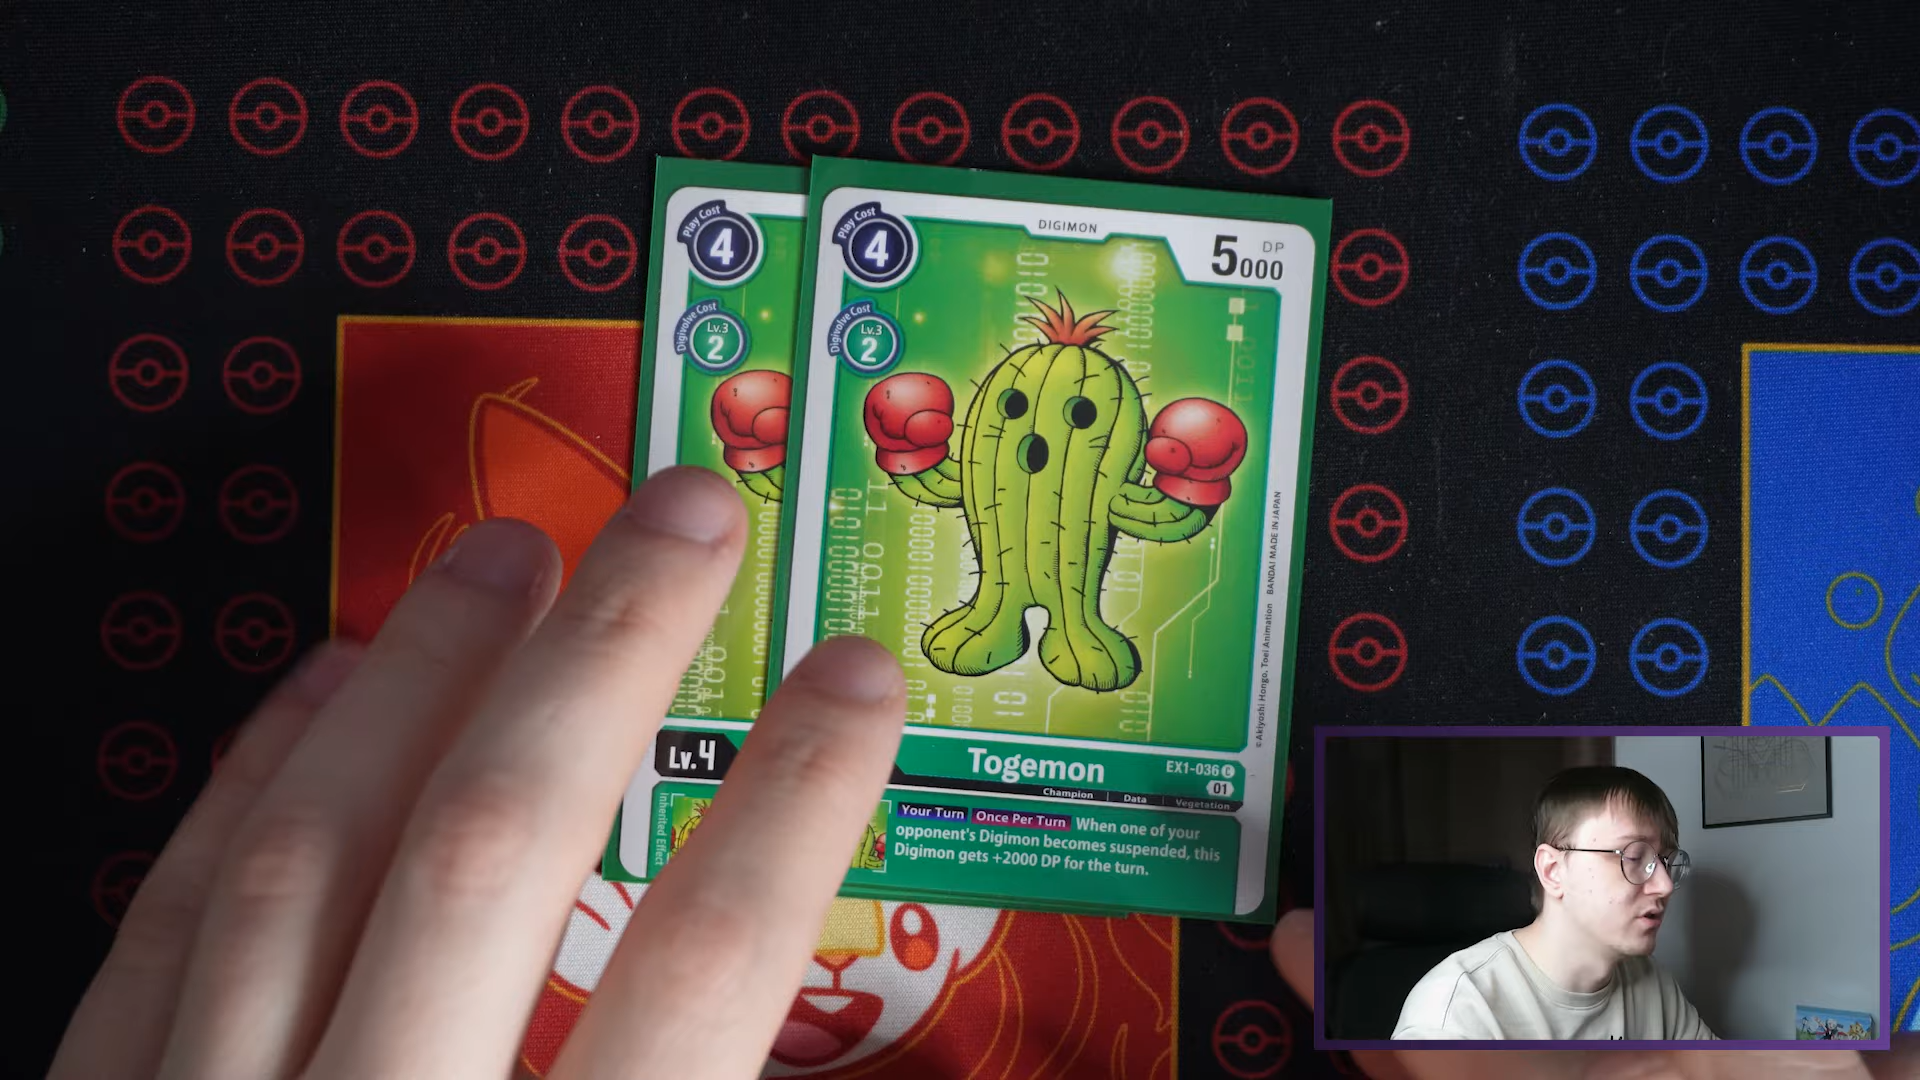 Play Cost
4
Digivolve Cost
Lv.3
2
Lv.4
Inherited Effect
Play Cost
4
DIGIMON
5000
DP
Digivolve Cost
Lv.3
2
©Akiyoshi Hongo, Toei Animation BANDAI MADE IN JAPAN
Togemon
EX1-036 C
01
Champion | Data | Vegetation
Your Turn Once Per Turn When one of your
opponent's Digimon becomes suspended, this
Digimon gets +2000 DP for the turn.